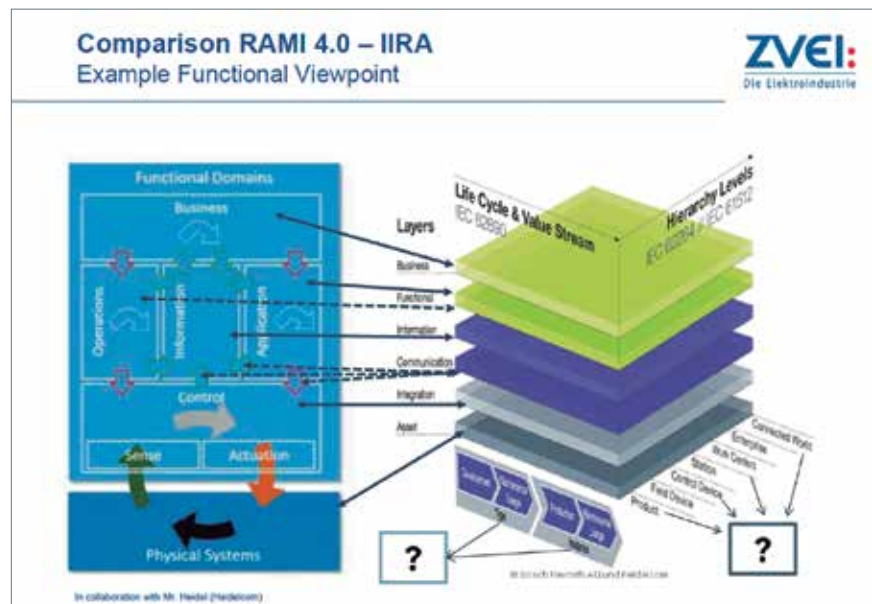 Comparison RAMI 4.0 – IIRA
Example Functional Viewpoint
ZVEI:
Die Elektroindustrie
Functional Domains
Business
Operations
Information
Application
Control
Sense
Actuation
Physical Systems
Layers
Business
Functional
Information
Communication
Integration
Asset
Life Cycle & Value Stream
IEC 62890
Hierarchy Levels
IEC 62264 // IEC 61512
Connected World
Enterprise
Work Centers
Station
Control Device
Field Device
Product
Development
Production
Type
Instance
?
?
In collaboration with Mr. Heidel (Heidelcom)